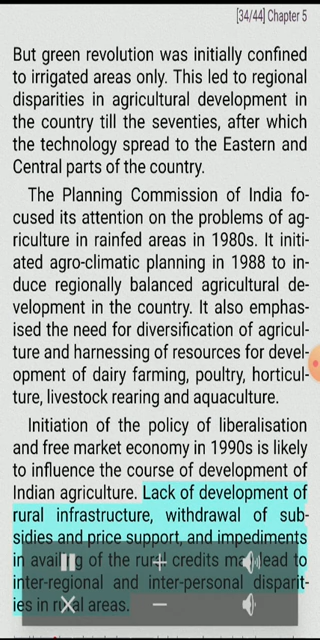 [34/44] Chapter 5
But green revolution was initially confined
to irrigated areas only. This led to regional
disparities in agricultural development in
the country till the seventies, after which
the technology spread to the Eastern and
Central parts of the country.
The Planning Commission of India fo-
cused its attention on the problems of ag-
riculture in rainfed areas in 1980s. It initi-
ated agro-climatic planning in 1988 to in-
duce regionally balanced agricultural de-
velopment in the country. It also emphas-
ised the need for diversification of agricul-
ture and harnessing of resources for devel-
opment of dairy farming, poultry, horticul-
ture, livestock rearing and aquaculture.
Initiation of the policy of liberalisation
and free market economy in 1990s is likely
to influence the course of development of
Indian agriculture. Lack of development of
rural infrastructure, withdrawal of sub-
sidies and price support, and impediments
in availing of the rural credits may lead to
inter-regional and inter-personal disparit-
ies in rural areas.